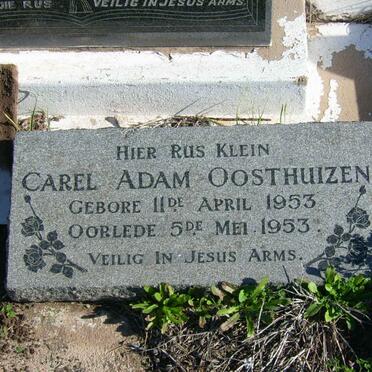 DIE RUS VEILIG IN JESUS ARMS
HIER RUS KLEIN
CAREL ADAM OOSTHUIZEN
GEBORE 11DE APRIL 1953
OORLEDE 5DE MEI 1953.
VEILIG IN JESUS ARMS.